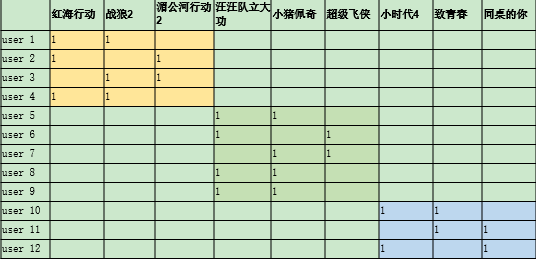 红海行动 战狼2 湄公河行动2 汪汪队立大功 小猪佩奇 超级飞侠 小时代4 致青春 同桌的你
user 1 1 1
user 2 1 1
user 3 1 1
user 4 1 1
user 5 1 1
user 6 1 1
user 7 1 1
user 8 1 1
user 9 1 1
user 10 1 1
user 11 1 1
user 12 1 1